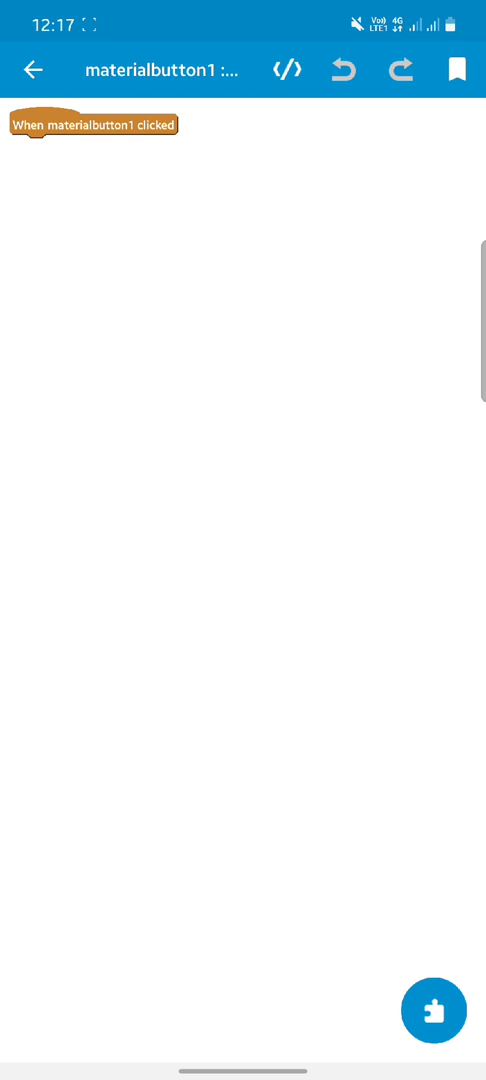 12:17
Vo)) 4G
LTE1
materialbutton1 :...
When materialbutton1 clicked